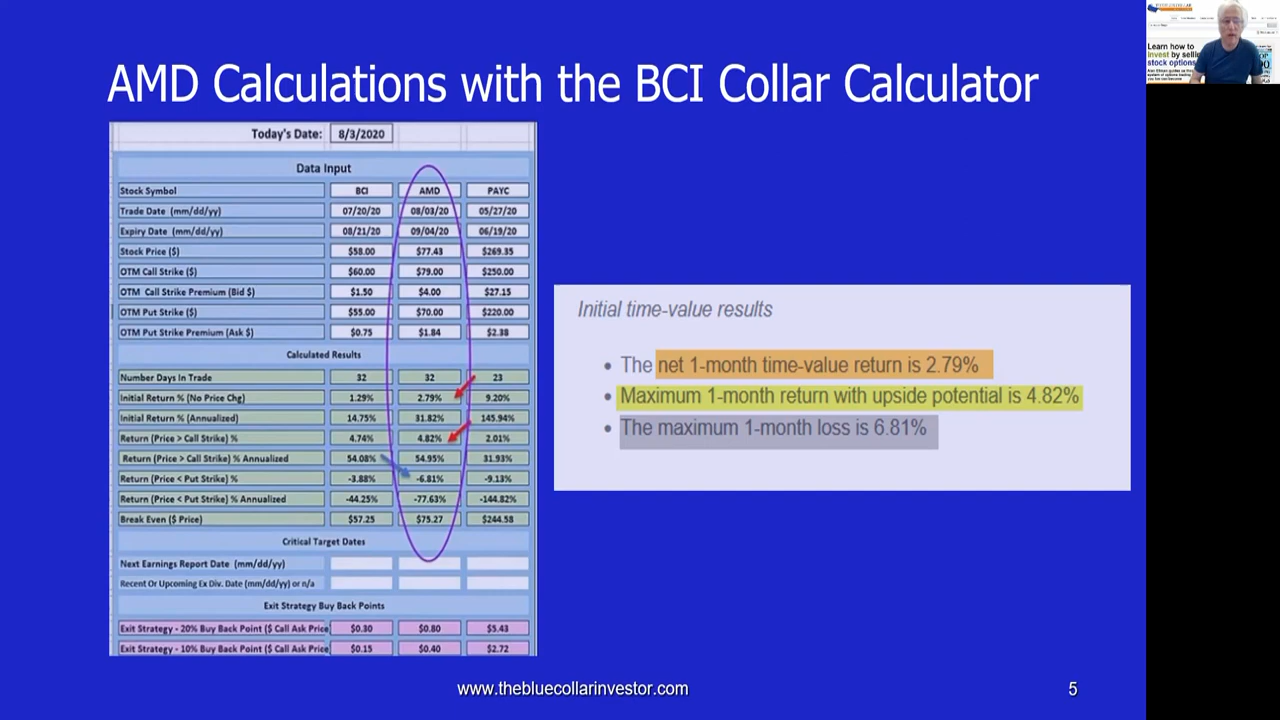 AMD Calculations with the BCI Collar Calculator
Today's Date: 8/3/2020
Data Input
Stock Symbol BCI AMD PAYC
Trade Date (mm/dd/yy) 07/20/20 08/03/20 05/27/20
Expiry Date (mm/dd/yy) 08/21/20 09/04/20 06/19/20
Stock Price ($) $58.00 $77.43 $269.35
OTM Call Strike ($) $60.00 $79.00 $250.00
OTM Call Strike Premium (Bid $) $1.50 $4.00 $27.15
OTM Put Strike ($) $55.00 $70.00 $220.00
OTM Put Strike Premium (Ask $) $0.75 $1.84 $2.38
Calculated Results
Number Days In Trade 32 32 23
Initial Return % (No Price Chg) 1.29% 2.79% 9.20%
Initial Return % (Annualized) 14.75% 31.82% 145.94%
Return (Price > Call Strike) % 4.74% 4.82% 2.01%
Return (Price > Call Strike) % Annualized 54.08% 54.95% 31.93%
Return (Price < Put Strike) % -3.88% -6.81% -9.13%
Return (Price < Put Strike) % Annualized -44.25% -77.63% -144.82%
Break Even ($ Price) $57.25 $75.27 $244.58
Critical Target Dates
Next Earnings Report Date (mm/dd/yy)
Recent Or Upcoming Ex Div. Date (mm/dd/yy) or n/a
Exit Strategy Buy Back Points
Exit Strategy - 20% Buy Back Point ($ Call Ask Price $0.30 $0.80 $5.43
Exit Strategy - 10% Buy Back Point ($ Call Ask Price $0.15 $0.40 $2.72
Initial time-value results
• The net 1-month time-value return is 2.79%
• Maximum 1-month return with upside potential is 4.82%
• The maximum 1-month loss is 6.81%
www.thebluecollarinvestor.com
5
Learn how to
invest by sell
stock options